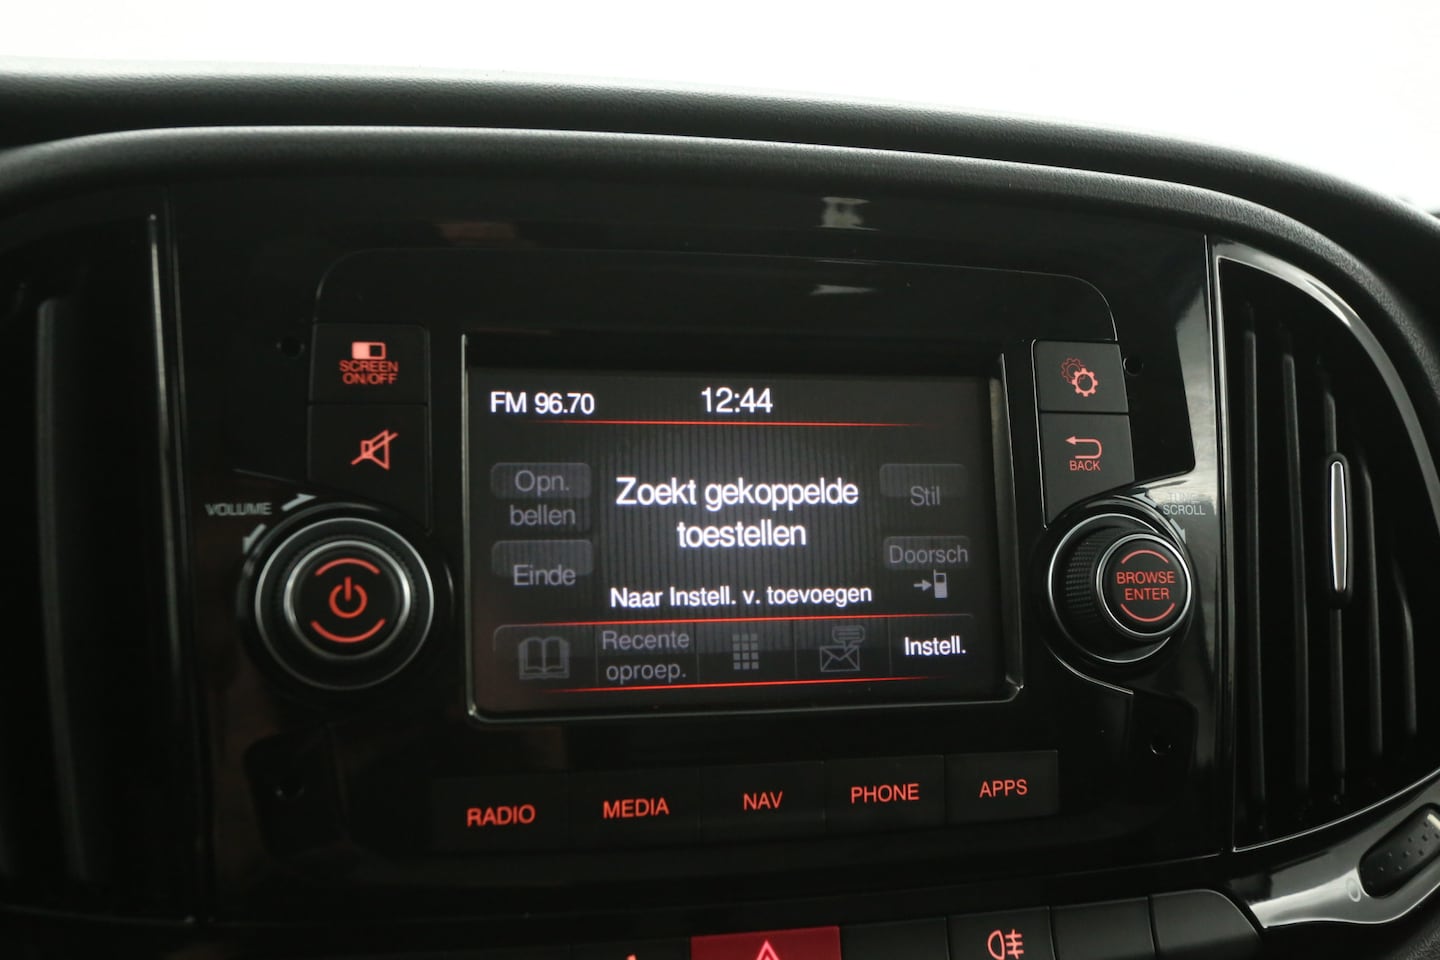 SCREEN
ON/OFF
VOLUME
FM 96.70
12:44
Opn.
bellen
Einde
Zoekt gekoppelde
toestellen
Naar Instell. v. toevoegen
Stil
Doorsch
Recente
oproep.
Instell.
BACK
TUNE
SCROLL
BROWSE
ENTER
RADIO
MEDIA
NAV
PHONE
APPS